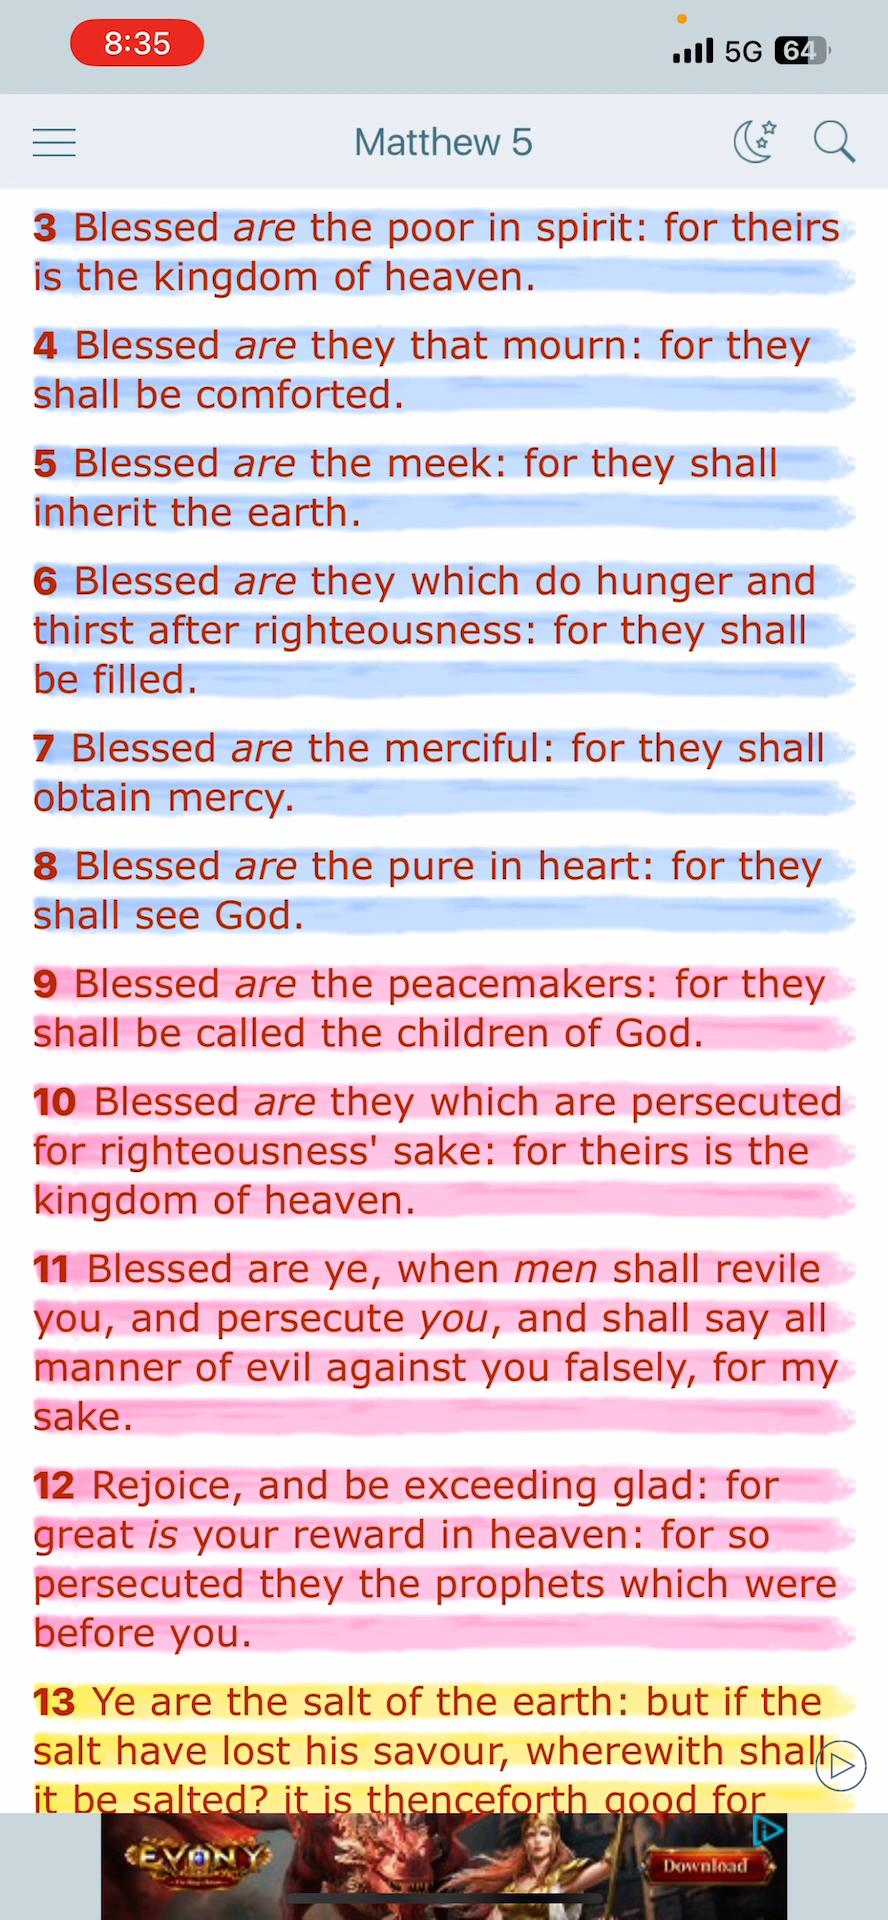 8:35
5G 64
Matthew 5
3 Blessed are the poor in spirit: for theirs
is the kingdom of heaven.
4 Blessed are they that mourn: for they
shall be comforted.
5 Blessed are the meek: for they shall
inherit the earth.
6 Blessed are they which do hunger and
thirst after righteousness: for they shall
be filled.
7 Blessed are the merciful: for they shall
obtain mercy.
8 Blessed are the pure in heart: for they
shall see God.
9 Blessed are the peacemakers: for they
shall be called the children of God.
10 Blessed are they which are persecuted
for righteousness' sake: for theirs is the
kingdom of heaven.
11 Blessed are ye, when men shall revile
you, and persecute you, and shall say all
manner of evil against you falsely, for my
sake.
12 Rejoice, and be exceeding glad: for
great is your reward in heaven: for so
persecuted they the prophets which were
before you.
13 Ye are the salt of the earth: but if the
salt have lost his savour, wherewith shall
it be salted? it is thenceforth good for
EVONY
Download